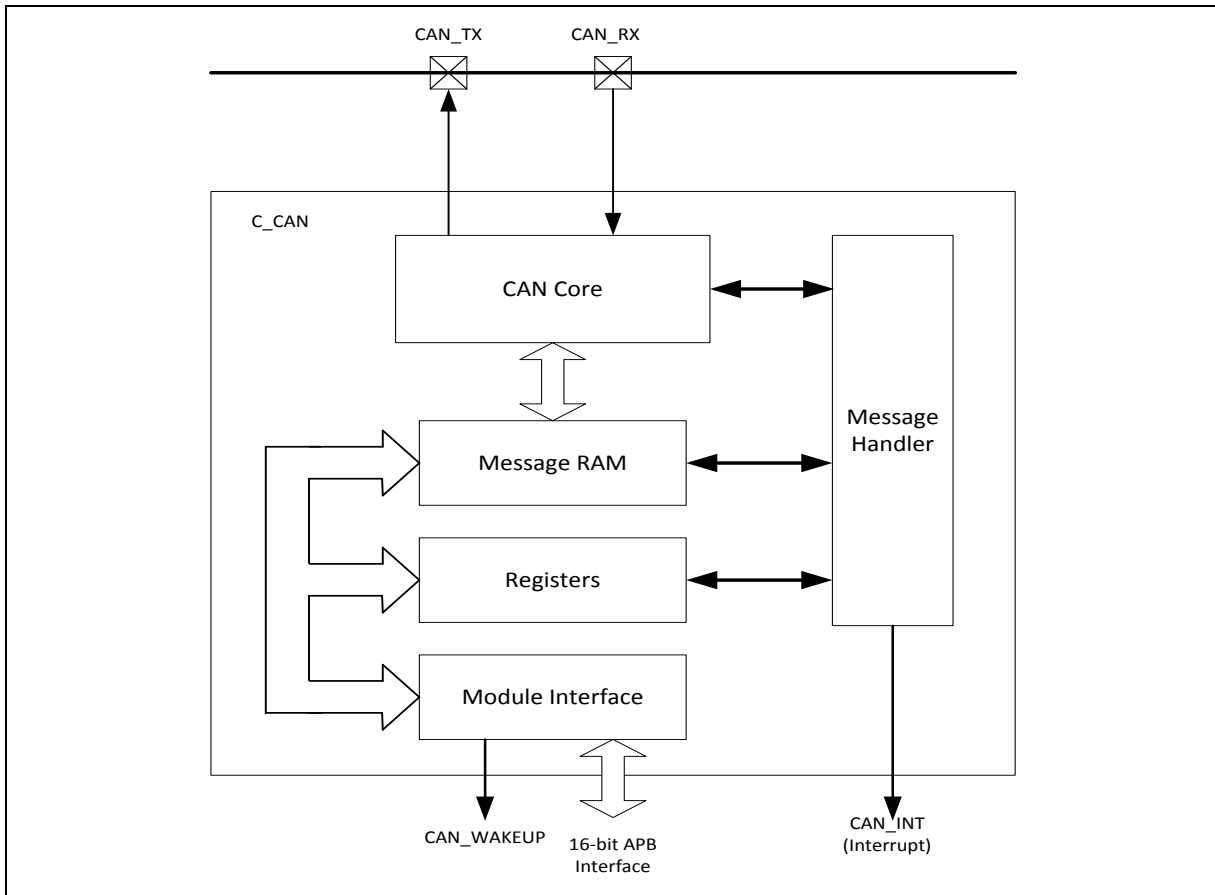 CAN_TX
CAN_RX
C_CAN
CAN Core
Message
Handler
Message RAM
Registers
Module Interface
CAN_WAKEUP
16-bit APB
Interface
CAN_INT
(Interrupt)